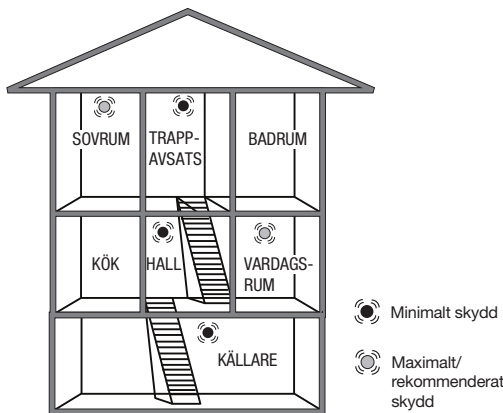 SOVRUM
TRAPP-
AVSATS
BADRUM
KÖK
HALL
VARDAGS-
RUM
KÄLLARE
Minimalt skydd
Maximalt/
rekommenderat
skydd